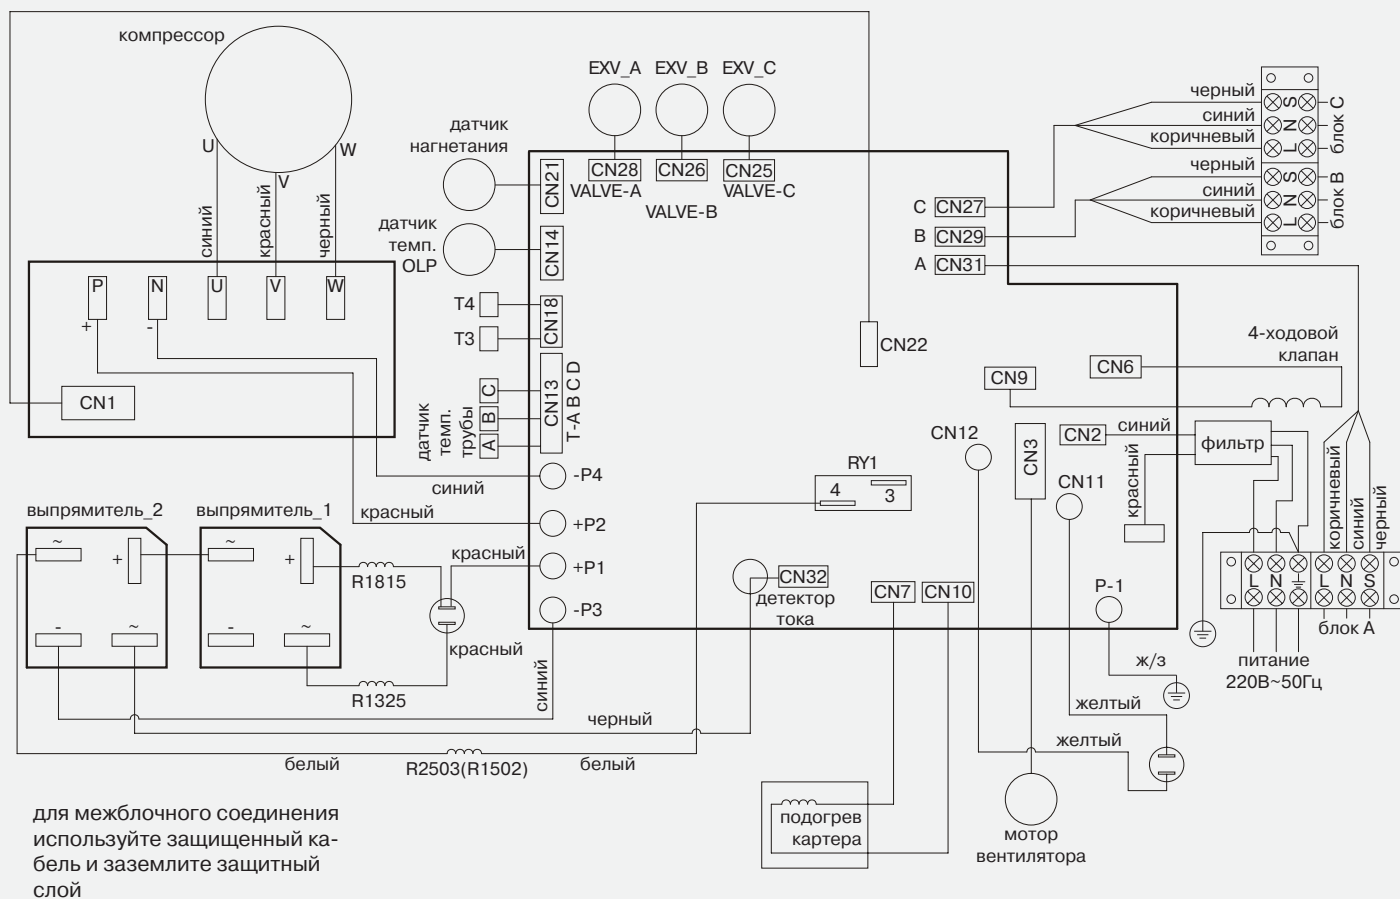 компрессор
U
V
W
синий
красный
черный
P
N
U
V
W
+
-
CN1
датчик
нагнетания
датчик
темп.
OLP
CN21
CN14
T4
T3
CN18
CN13
T-A B C D
C
B
A
датчик
темп.
трубы
EXV_A
EXV_B
EXV_C
CN28
CN26
CN25
VALVE-A
VALVE-B
VALVE-C
C
CN27
B
CN29
A
CN31
черный
синий
коричневый
черный
синий
коричневый
S
N
L
S
N
L
блок C
блок B
CN22
CN9
CN6
4-ходовой
клапан
CN12
CN3
CN2
синий
фильтр
CN11
красный
коричневый
синий
черный
RY1
4
3
-P4
синий
+P2
красный
+P1
красный
-P3
синий
выпрямитель_2
выпрямитель_1
~
+
-
~
~
+
-
~
R1815
R1325
красный
CN32
детектор
тока
CN7
CN10
P-1
ж/з
L
N
L
N
S
блок A
питание
220В~50Гц
черный
белый
R2503(R1502)
белый
желтый
желтый
подогрев
картера
мотор
вентилятора
для межблочного соединения
используйте защищенный ка-
бель и заземлите защитный
слой